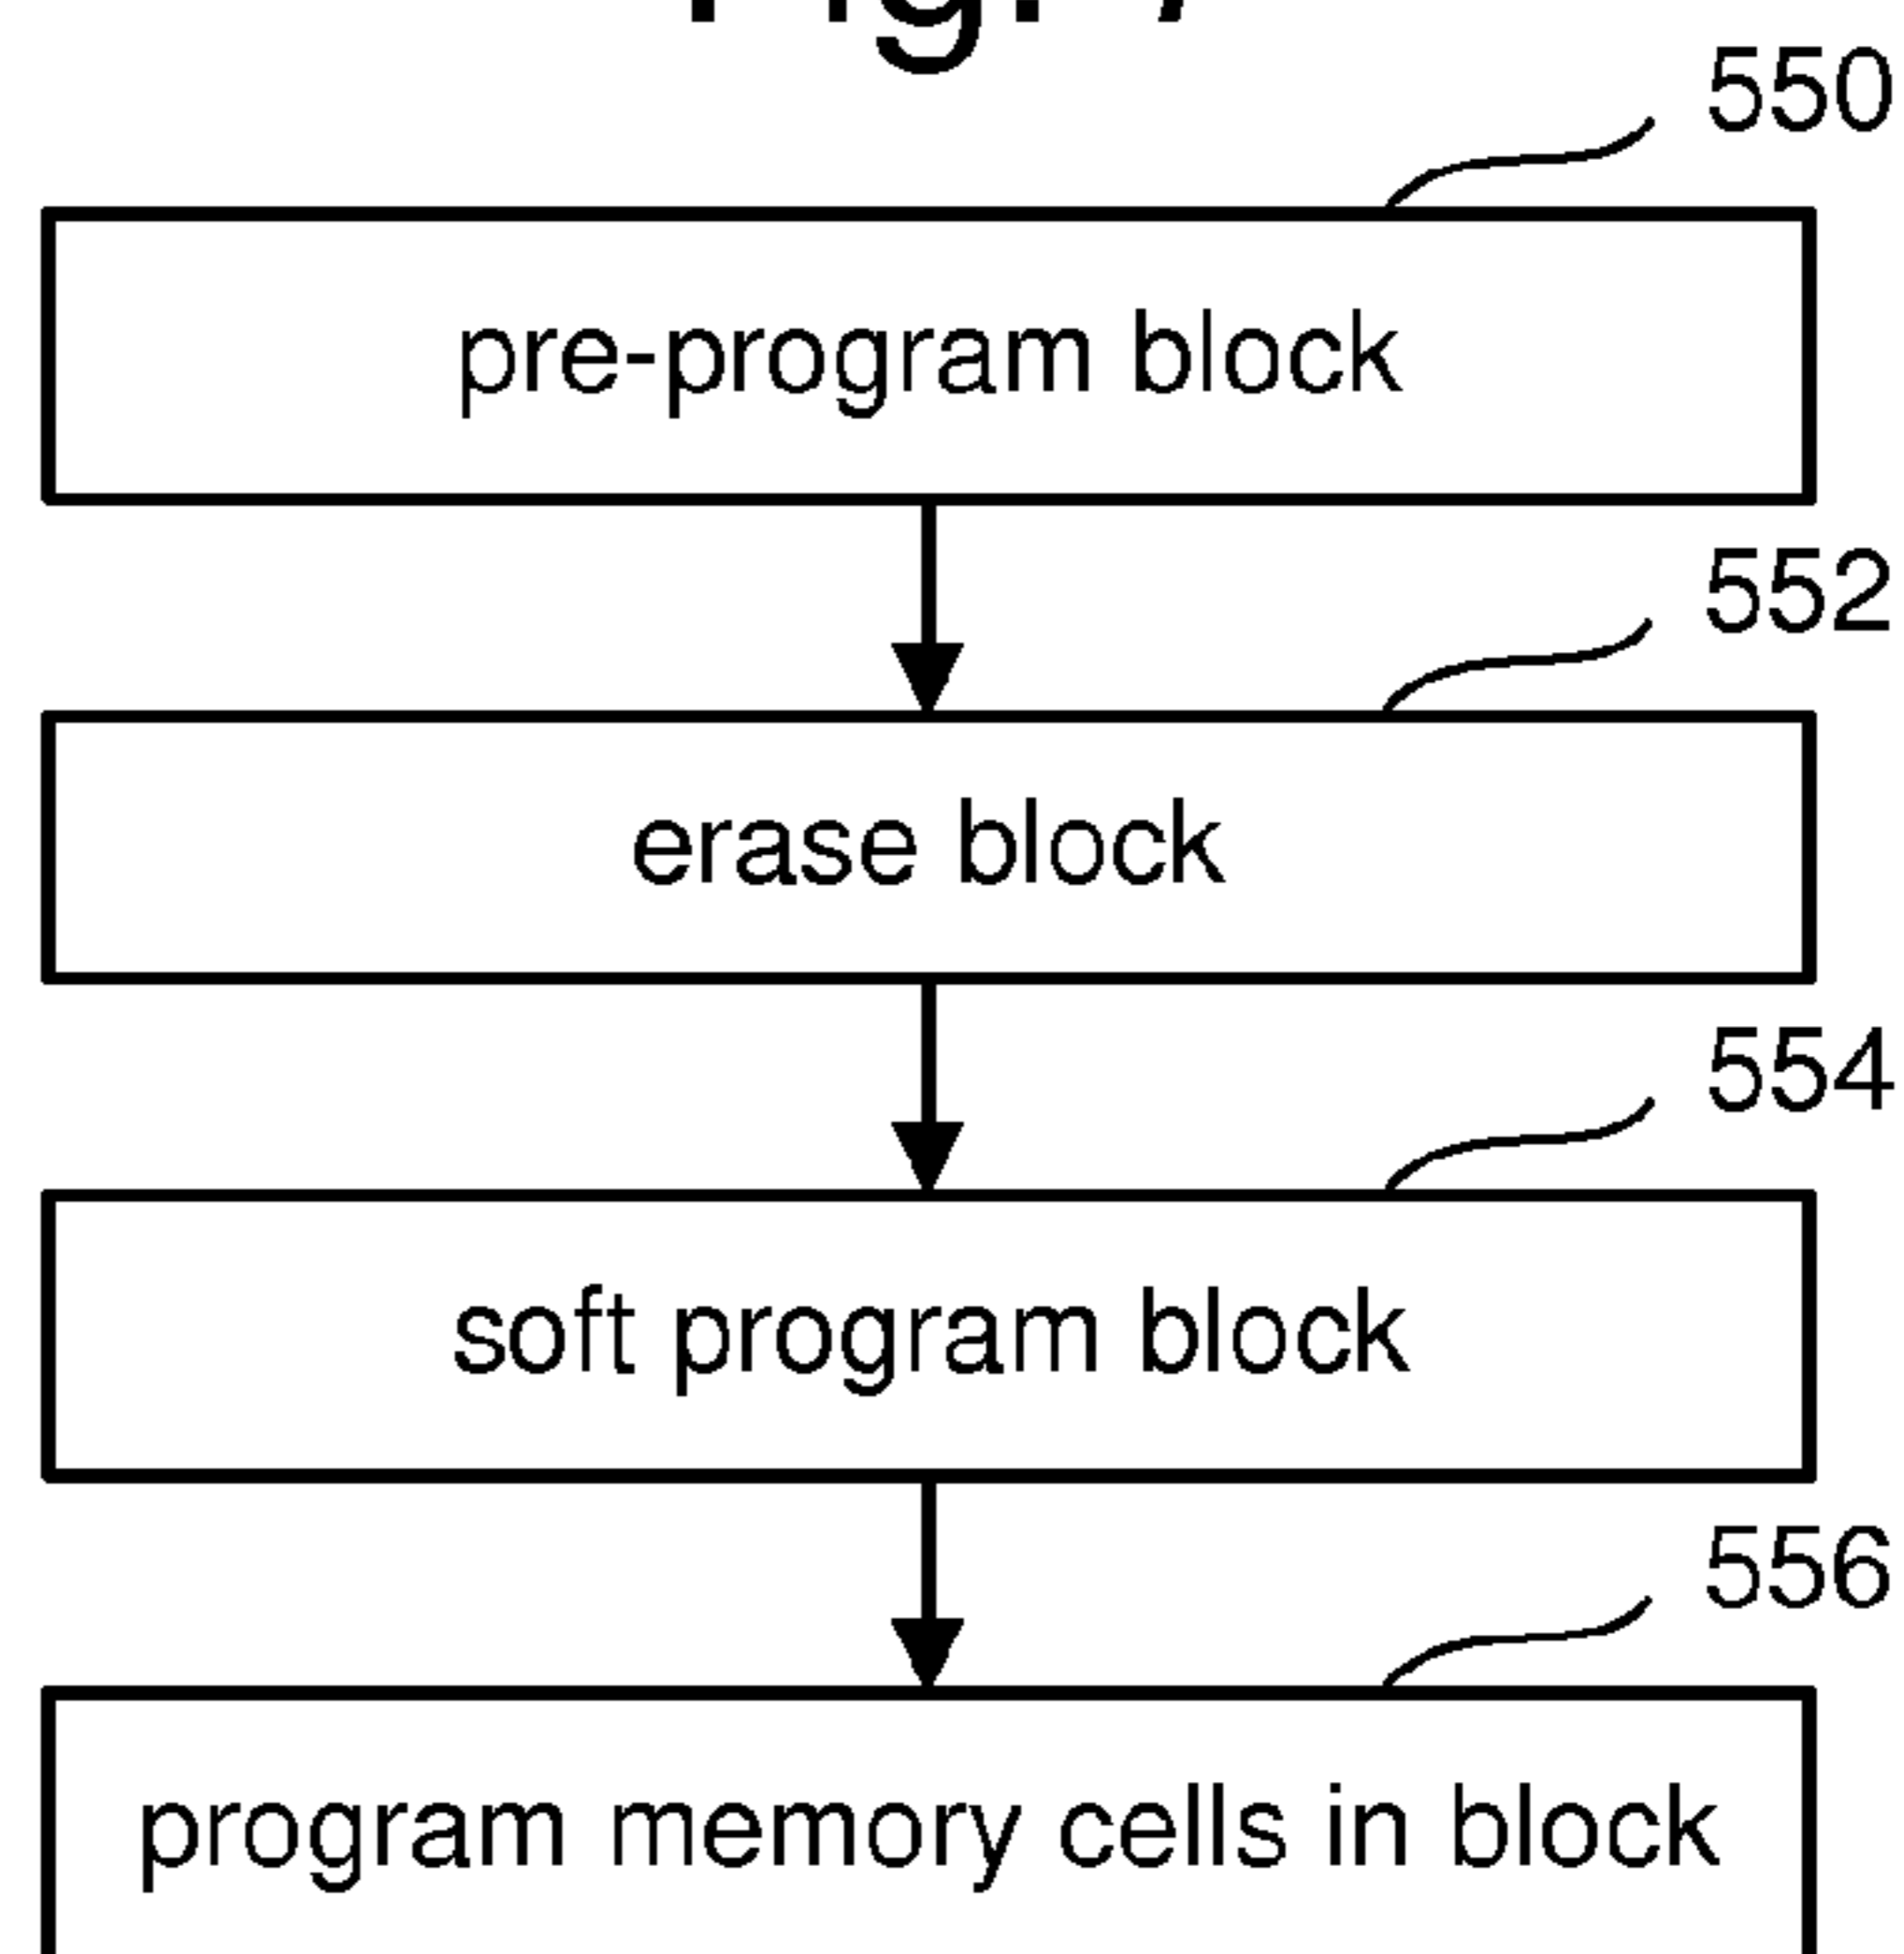 550
pre-program block
552
erase block
554
soft program block
556
program memory cells in block